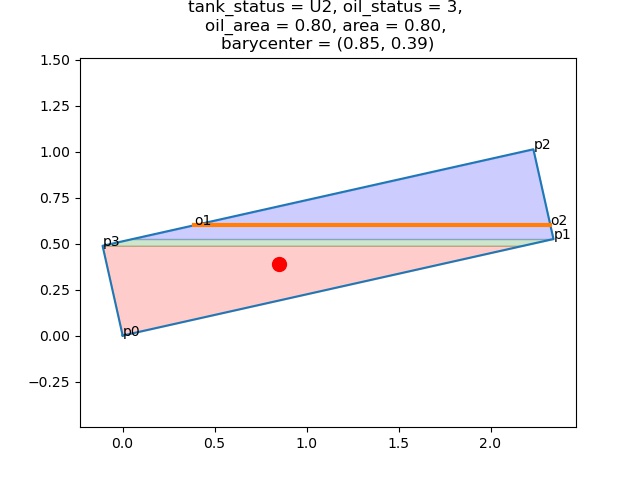 tank_status = U2, oil_status = 3,
oil_area = 0.80, area = 0.80,
barycenter = (0.85, 0.39)
1.50
1.25
1.00
0.75
0.50
0.25
0.00
−0.25
p2
o1
o2
p1
p3
p0
0.0
0.5
1.0
1.5
2.0